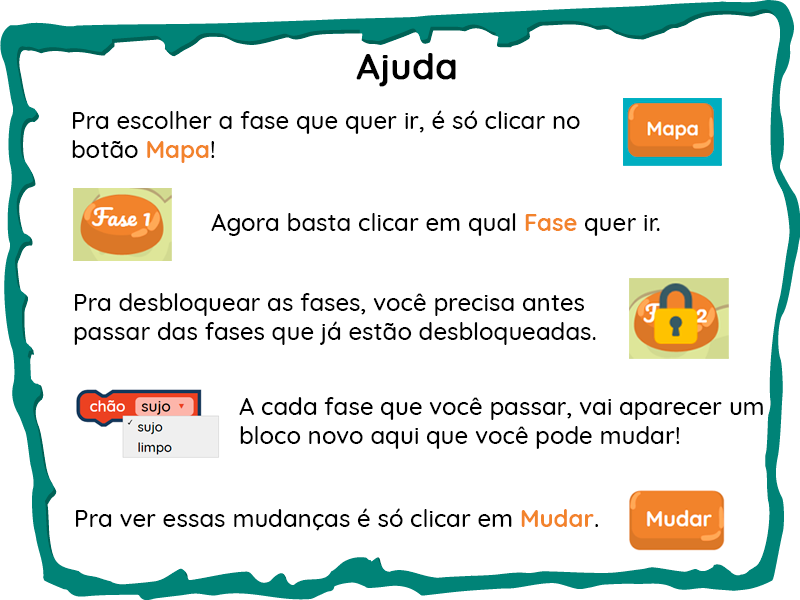 Ajuda
Pra escolher a fase que quer ir, é só clicar no
botão Mapa!
Mapa
Fase 1
Agora basta clicar em qual Fase quer ir.
Pra desbloquear as fases, você precisa antes
passar das fases que já estão desbloqueadas.
F 2
chão sujo
sujo
limpo
A cada fase que você passar, vai aparecer um
bloco novo aqui que você pode mudar!
Pra ver essas mudanças é só clicar em Mudar.
Mudar